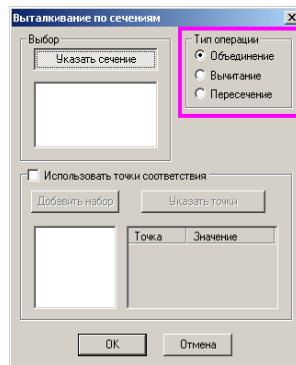 Выталкивание по сечениям
Выбор
Указать сечение
Тип операции
Объединение
Вычитание
Пересечение
Использовать точки соответствия
Добавить набор
Указать точки
Точка Значение
OK Отмена